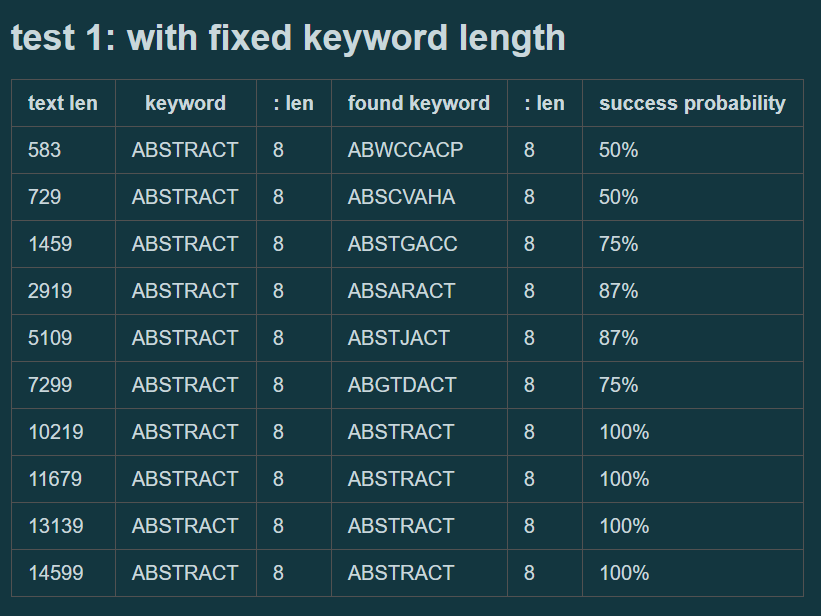 test 1: with fixed keyword length
text len keyword : len found keyword : len success probability
583 ABSTRACT 8 ABWCCACP 8 50%
729 ABSTRACT 8 ABSCVAHA 8 50%
1459 ABSTRACT 8 ABSTGACC 8 75%
2919 ABSTRACT 8 ABSARACT 8 87%
5109 ABSTRACT 8 ABSTJACT 8 87%
7299 ABSTRACT 8 ABGTDACT 8 75%
10219 ABSTRACT 8 ABSTRACT 8 100%
11679 ABSTRACT 8 ABSTRACT 8 100%
13139 ABSTRACT 8 ABSTRACT 8 100%
14599 ABSTRACT 8 ABSTRACT 8 100%